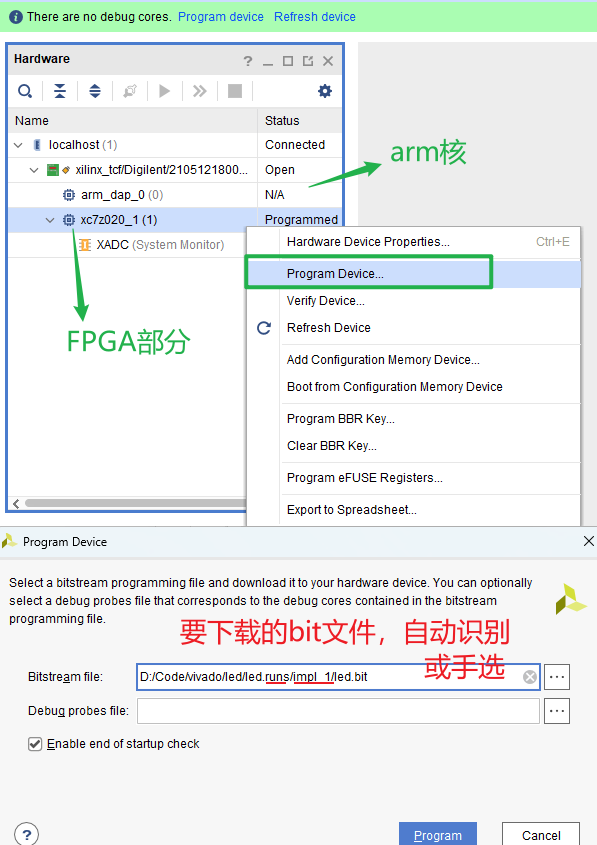 There are no debug cores. Program device Refresh device
Hardware
Name Status
localhost (1) Connected
xilinx_tcf/Digilent/2105121800... Open
arm核
arm_dap_0 (0) N/A
xc7z020_1 (1) Programmed
XADC (System Monitor)
FPGA部分
Hardware Device Properties... Ctrl+E
Program Device...
Verify Device...
Refresh Device
Add Configuration Memory Device...
Boot from Configuration Memory Device
Program BBR Key...
Clear BBR Key...
Program eFUSE Registers...
Export to Spreadsheet...
Program Device
Select a bitstream programming file and download it to your hardware device. You can optionally
select a debug probes file that corresponds to the debug cores contained in the bitstream
programming file.
要下载的bit文件，自动识别
或手选
Bitstream file: D:/Code/vivado/led/led.runs/impl_1/led.bit ...
Debug probes file: ...
Enable end of startup check
? Program Cancel